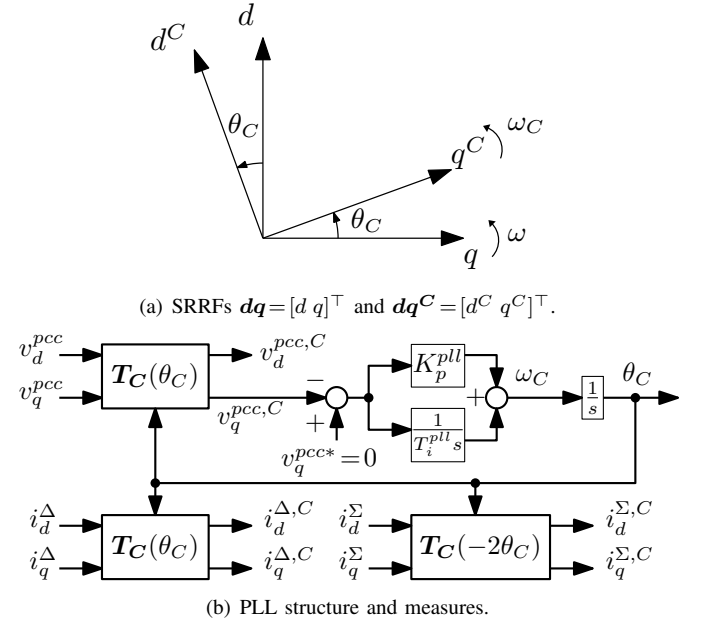 d
d^C
θ_C
q^C
ω_C
θ_C
q
ω
(a) SRRFs dq=[d q]^⊤ and dq^C=[d^C q^C]^⊤.
v_d^{pcc}
v_q^{pcc}
T_C(θ_C)
v_d^{pcc,C}
v_q^{pcc,C}
−
+
v_q^{pcc*}=0
K_p^{pll}
1/(T_i^{pll}s)
+
ω_C
1/s
θ_C
i_d^Δ
i_q^Δ
T_C(θ_C)
i_d^{Δ,C}
i_q^{Δ,C}
i_d^Σ
i_q^Σ
T_C(−2θ_C)
i_d^{Σ,C}
i_q^{Σ,C}
(b) PLL structure and measures.